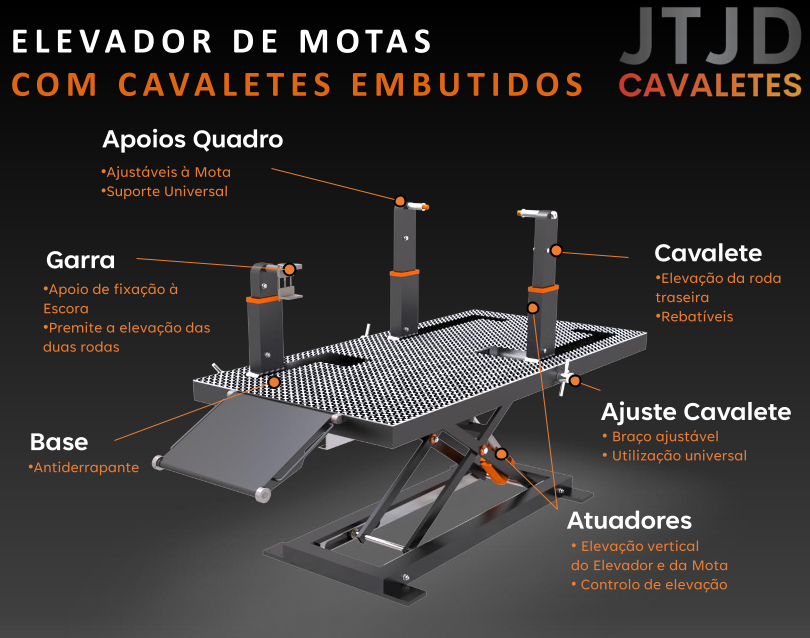 ELEVADOR DE MOTAS
COM CAVALETES EMBUTIDOS
JTJD
CAVALETES
Apoios Quadro
•Ajustáveis à Mota
•Suporte Universal
Garra
•Apoio de fixação à
Escora
•Premite a elevação das
duas rodas
Cavalete
•Elevação da roda
traseira
•Rebatíveis
Ajuste Cavalete
• Braço ajustável
• Utilização universal
Base
•Antiderrapante
Atuadores
• Elevação vertical
do Elevador e da Mota
• Controlo de elevação